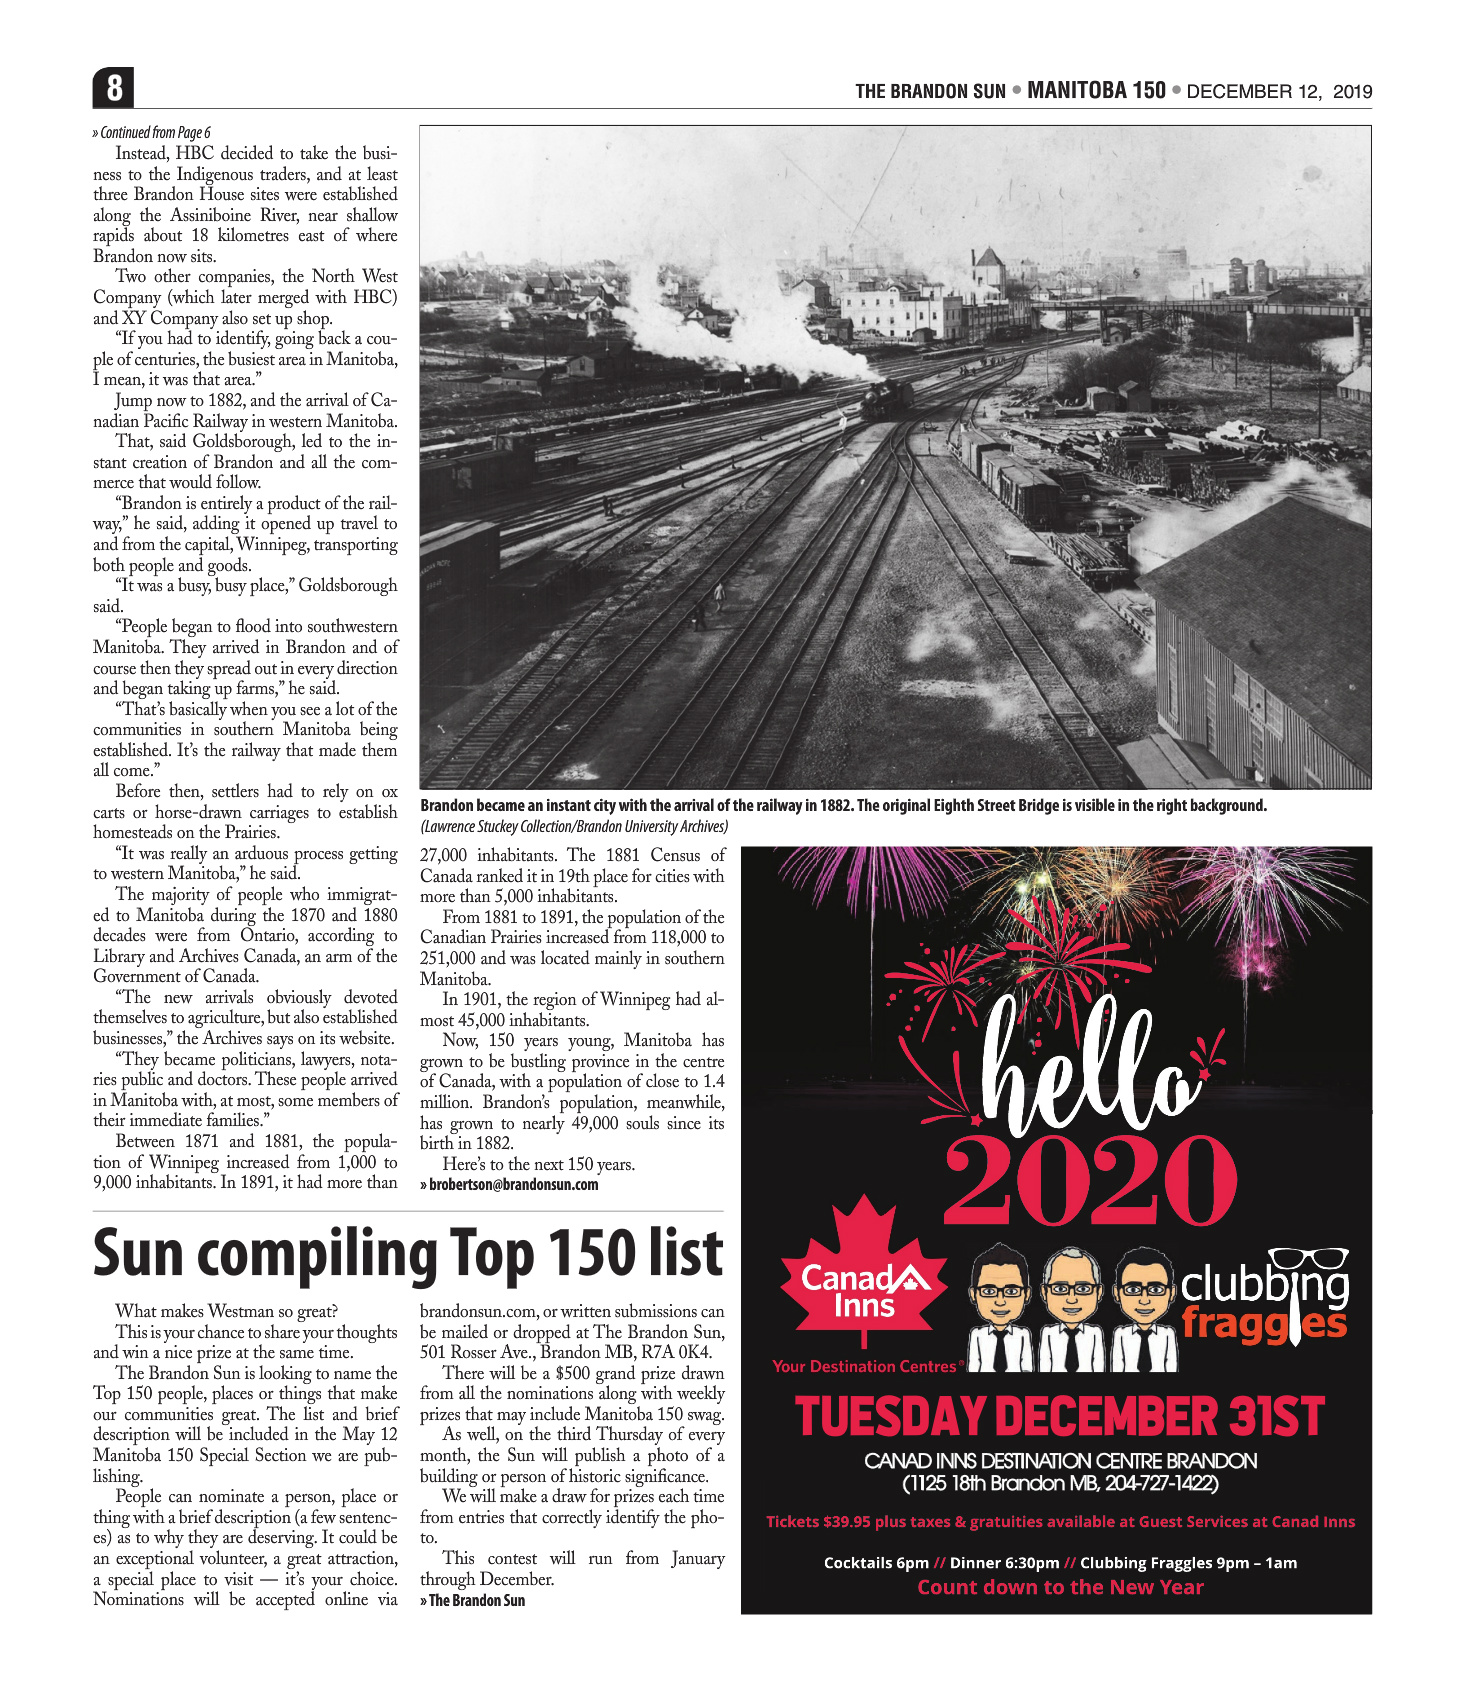 8
THE BRANDON SUN • MANITOBA 150 • DECEMBER 12, 2019
» Continued from Page 6
Instead, HBC decided to take the busi-
ness to the Indigenous traders, and at least
three Brandon House sites were established
along the Assiniboine River, near shallow
rapids about 18 kilometres east of where
Brandon now sits.
Two other companies, the North West
Company (which later merged with HBC)
and XY Company also set up shop.
“If you had to identify, going back a cou-
ple of centuries, the busiest area in Manitoba,
I mean, it was that area.”
Jump now to 1882, and the arrival of Ca-
nadian Pacific Railway in western Manitoba.
That, said Goldsborough, led to the in-
stant creation of Brandon and all the com-
merce that would follow.
“Brandon is entirely a product of the rail-
way,” he said, adding it opened up travel to
and from the capital, Winnipeg, transporting
both people and goods.
“It was a busy, busy place,” Goldsborough
said.
“People began to flood into southwestern
Manitoba. They arrived in Brandon and of
course then they spread out in every direction
and began taking up farms,” he said.
“That’s basically when you see a lot of the
communities in southern Manitoba being
established. It’s the railway that made them
all come.”
Before then, settlers had to rely on ox
carts or horse-drawn carriages to establish
homesteads on the Prairies.
“It was really an arduous process getting
to western Manitoba,” he said.
The majority of people who immigrat-
ed to Manitoba during the 1870 and 1880
decades were from Ontario, according to
Library and Archives Canada, an arm of the
Government of Canada.
“The new arrivals obviously devoted
themselves to agriculture, but also established
businesses,” the Archives says on its website.
“They became politicians, lawyers, nota-
ries public and doctors. These people arrived
in Manitoba with, at most, some members of
their immediate families.”
Between 1871 and 1881, the popula-
tion of Winnipeg increased from 1,000 to
9,000 inhabitants. In 1891, it had more than
Brandon became an instant city with the arrival of the railway in 1882. The original Eighth Street Bridge is visible in the right background.
(Lawrence Stuckey Collection/Brandon University Archives)
27,000 inhabitants. The 1881 Census of
Canada ranked it in 19th place for cities with
more than 5,000 inhabitants.
From 1881 to 1891, the population of the
Canadian Prairies increased from 118,000 to
251,000 and was located mainly in southern
Manitoba.
In 1901, the region of Winnipeg had al-
most 45,000 inhabitants.
Now, 150 years young, Manitoba has
grown to be bustling province in the centre
of Canada, with a population of close to 1.4
million. Brandon’s population, meanwhile,
has grown to nearly 49,000 souls since its
birth in 1882.
Here’s to the next 150 years.
» brobertson@brandonsun.com
Sun compiling Top 150 list
What makes Westman so great?
This is your chance to share your thoughts
and win a nice prize at the same time.
The Brandon Sun is looking to name the
Top 150 people, places or things that make
our communities great. The list and brief
description will be included in the May 12
Manitoba 150 Special Section we are pub-
lishing.
People can nominate a person, place or
thing with a brief description (a few sentenc-
es) as to why they are deserving. It could be
an exceptional volunteer, a great attraction,
a special place to visit — it’s your choice.
Nominations will be accepted online via
brandonsun.com, or written submissions can
be mailed or dropped at The Brandon Sun,
501 Rosser Ave., Brandon MB, R7A 0K4.
There will be a $500 grand prize drawn
from all the nominations along with weekly
prizes that may include Manitoba 150 swag.
As well, on the third Thursday of every
month, the Sun will publish a photo of a
building or person of historic significance.
We will make a draw for prizes each time
from entries that correctly identify the pho-
to.
This contest will run from January
through December.
» The Brandon Sun
hello
2020
Canad
Inns
Your Destination Centres®
clubbing
fraggles
TUESDAY DECEMBER 31ST
CANAD INNS DESTINATION CENTRE BRANDON
(1125 18th Brandon MB, 204-727-1422)
Tickets $39.95 plus taxes & gratuities available at Guest Services at Canad Inns
Cocktails 6pm // Dinner 6:30pm // Clubbing Fraggles 9pm – 1am
Count down to the New Year